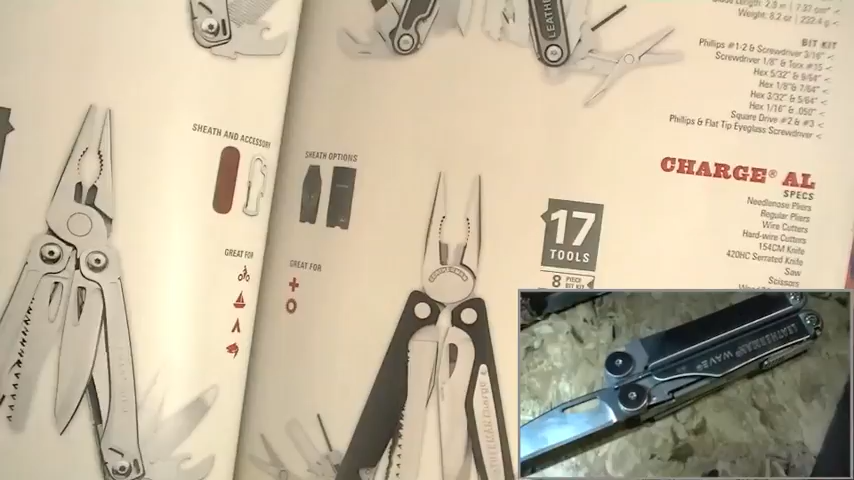 Weight: 8.2 oz | 232.4 g <
BIT KIT
Phillips #1-2 & Screwdriver 3/16" <
Screwdriver 1/8" & Torx #15 <
Hex 5/32" & 9/64" <
Hex 1/8" & 7/64" <
Hex 3/32" & 5/64" <
Hex 1/16" & .050" <
Square Drive #2 & #3 <
Phillips & Flat Tip Eyeglass Screwdriver <
SHEATH AND ACCESSORY
SHEATH OPTIONS
CHARGE® AL
SPECS
Needlenose Pliers
Regular Pliers
Wire Cutters
Hard-wire Cutters
154CM Knife
420HC Serrated Knife
Saw
Scissors
17
TOOLS
8 PIECE
BIT KIT
GREAT FOR
GREAT FOR
LEATHERMAN® WAVE®